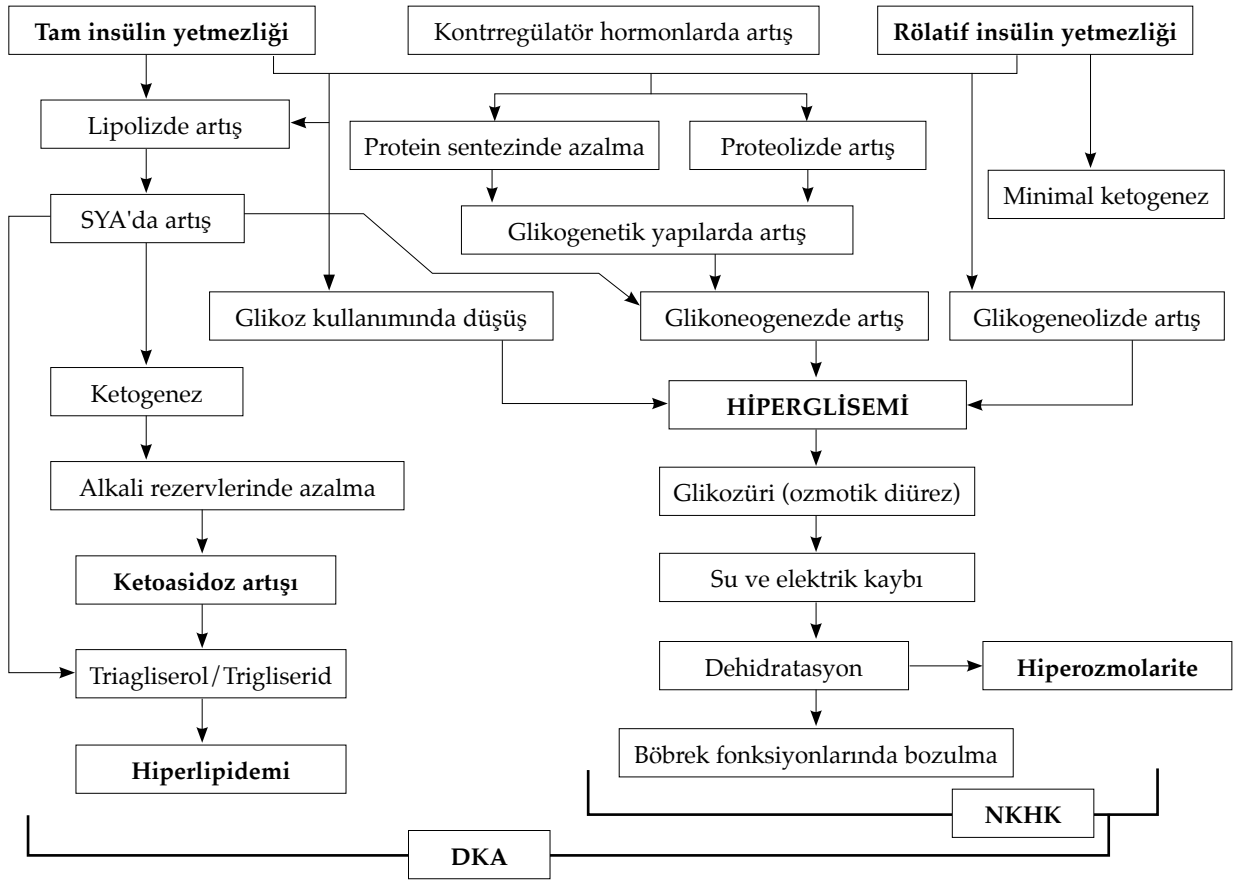 Tam insülin yetmezliği
Kontrregülatör hormonlarda artış
Rölatif insülin yetmezliği
Lipolizde artış
Protein sentezinde azalma
Proteolizde artış
Minimal ketogenez
SYA'da artış
Glikogenetik yapılarda artış
Glikoz kullanımında düşüş
Glikoneogenezde artış
Glikogeneolizde artış
Ketogenez
HİPERGLİSEMİ
Alkali rezervlerinde azalma
Glikozüri (ozmotik diürez)
Ketoasidoz artışı
Su ve elektrik kaybı
Triagliserol/Trigliserid
Dehidratasyon
Hiperozmolarite
Hiperlipidemi
Böbrek fonksiyonlarında bozulma
NKHK
DKA